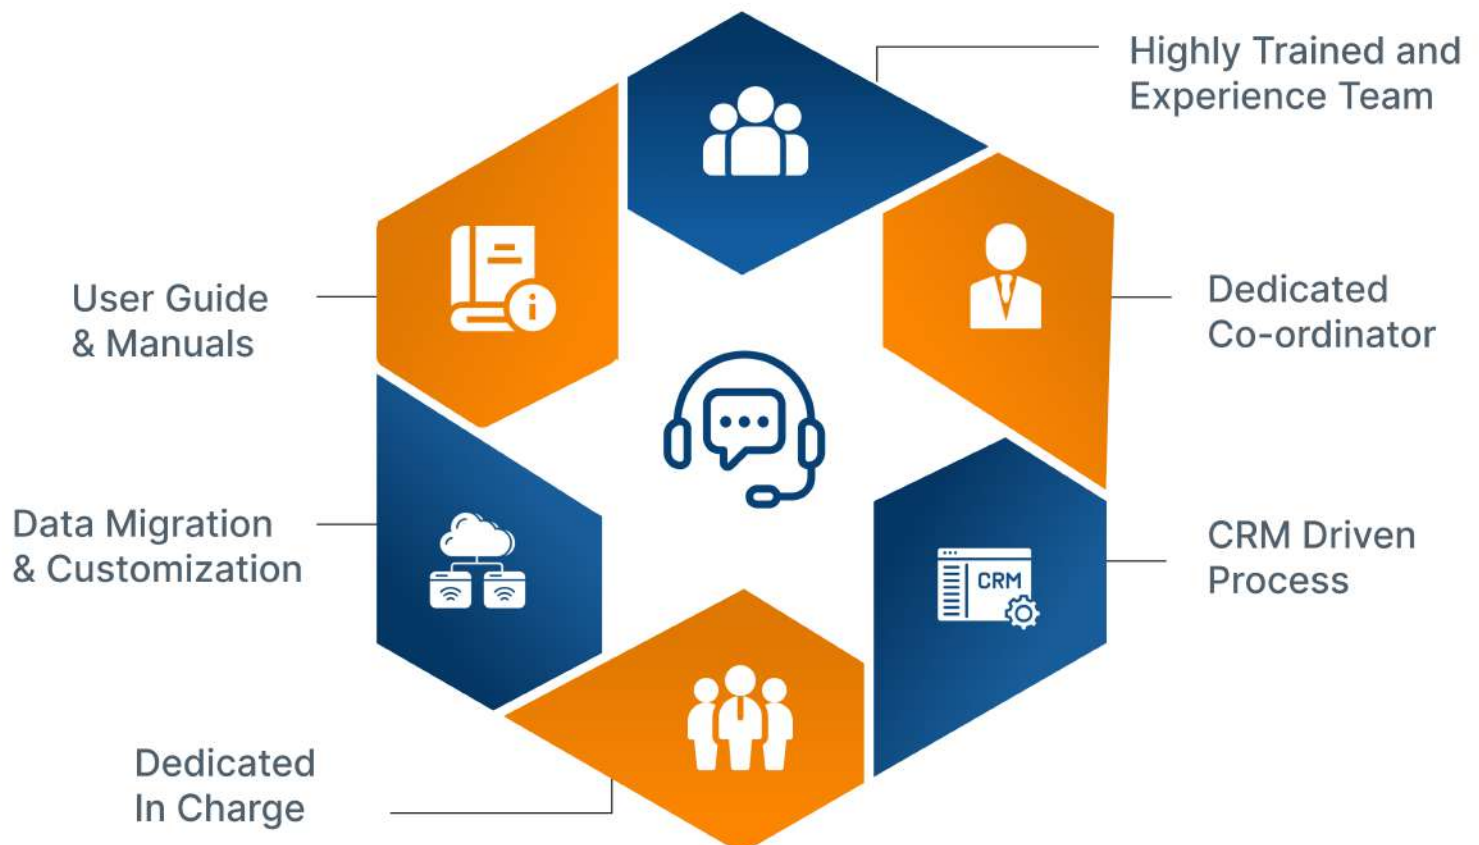 Highly Trained and
Experience Team
Dedicated
Co-ordinator
CRM Driven
Process
CRM
Dedicated
In Charge
Data Migration
& Customization
User Guide
& Manuals